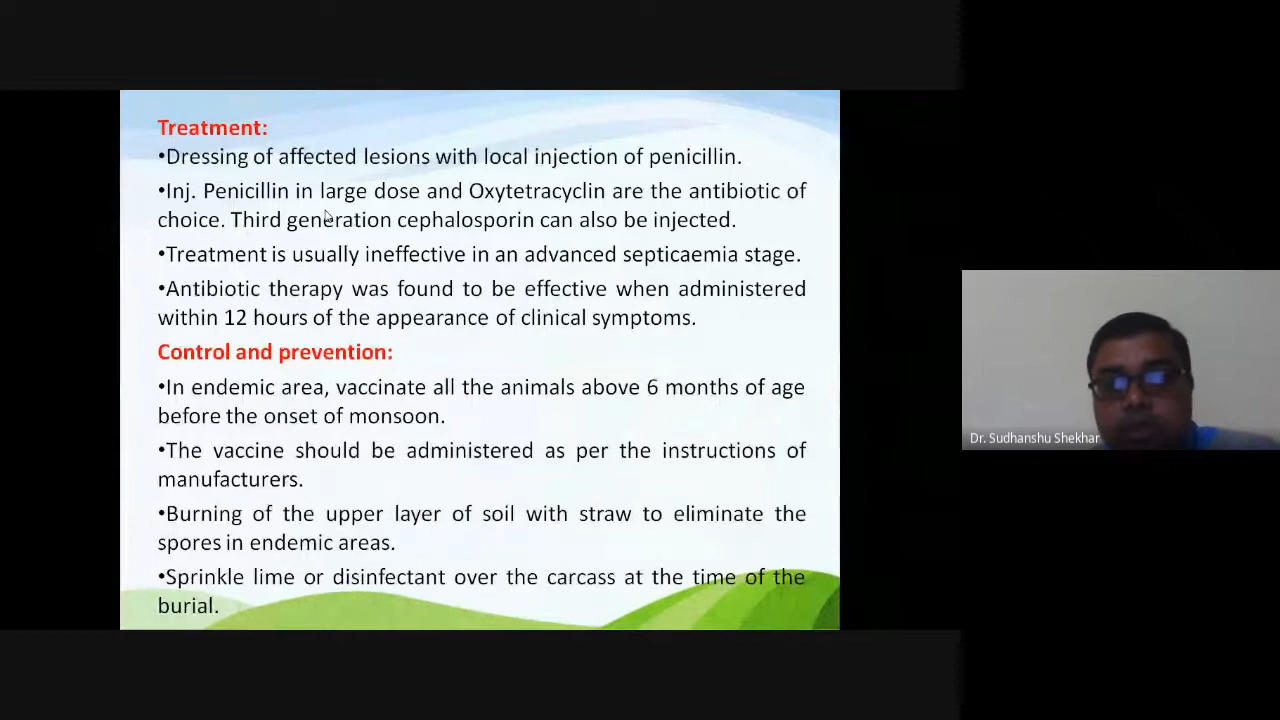 Treatment:
•Dressing of affected lesions with local injection of penicillin.
•Inj. Penicillin in large dose and Oxytetracyclin are the antibiotic of
choice. Third generation cephalosporin can also be injected.
•Treatment is usually ineffective in an advanced septicaemia stage.
•Antibiotic therapy was found to be effective when administered
within 12 hours of the appearance of clinical symptoms.
Control and prevention:
•In endemic area, vaccinate all the animals above 6 months of age
before the onset of monsoon.
•The vaccine should be administered as per the instructions of
manufacturers.
•Burning of the upper layer of soil with straw to eliminate the
spores in endemic areas.
•Sprinkle lime or disinfectant over the carcass at the time of the
burial.
Dr. Sudhanshu Shekhar